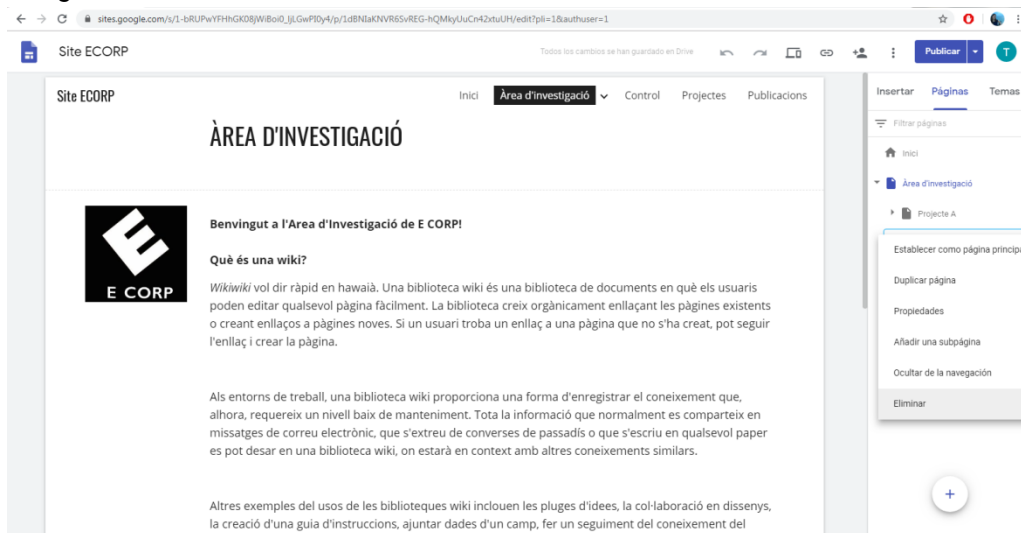 sites.google.com/s/1-bRUPwYFHhGK08jWiBoi0_ljLGwPI0y4/p/1dBNIaKNVR6SvREG-hQMkyUuCn42xtuUH/edit?pli=1&authuser=1
Site ECORP
Todos los cambios se han guardado en Drive
Publicar
T
Site ECORP
Inici
Àrea d'investigació
Control
Projectes
Publicacions
Insertar
Páginas
Temas
ÀREA D'INVESTIGACIÓ
Filtrar páginas
Inici
Àrea d'investigació
Projecte A
Establecer como página principa
Duplicar página
Propiedades
Añadir una subpágina
Ocultar de la navegación
Eliminar
E CORP
Benvingut a l'Area d'Investigació de E CORP!
Què és una wiki?
Wikiwiki vol dir ràpid en hawaià. Una biblioteca wiki és una biblioteca de documents en què els usuaris
poden editar qualsevol pàgina fàcilment. La biblioteca creix orgànicament enllaçant les pàgines existents
o creant enllaços a pàgines noves. Si un usuari troba un enllaç a una pàgina que no s'ha creat, pot seguir
l'enllaç i crear la pàgina.
Als entorns de treball, una biblioteca wiki proporciona una forma d'enregistrar el coneixement que,
alhora, requereix un nivell baix de manteniment. Tota la informació que normalment es comparteix en
missatges de correu electrònic, que s'extreu de converses de passadís o que s'escriu en qualsevol paper
es pot desar en una biblioteca wiki, on estarà en context amb altres coneixements similars.
Altres exemples del usos de les biblioteques wiki inclouen les pluges d'idees, la col·laboració en dissenys,
la creació d'una guia d'instruccions, ajuntar dades d'un camp, fer un seguiment del coneixement del